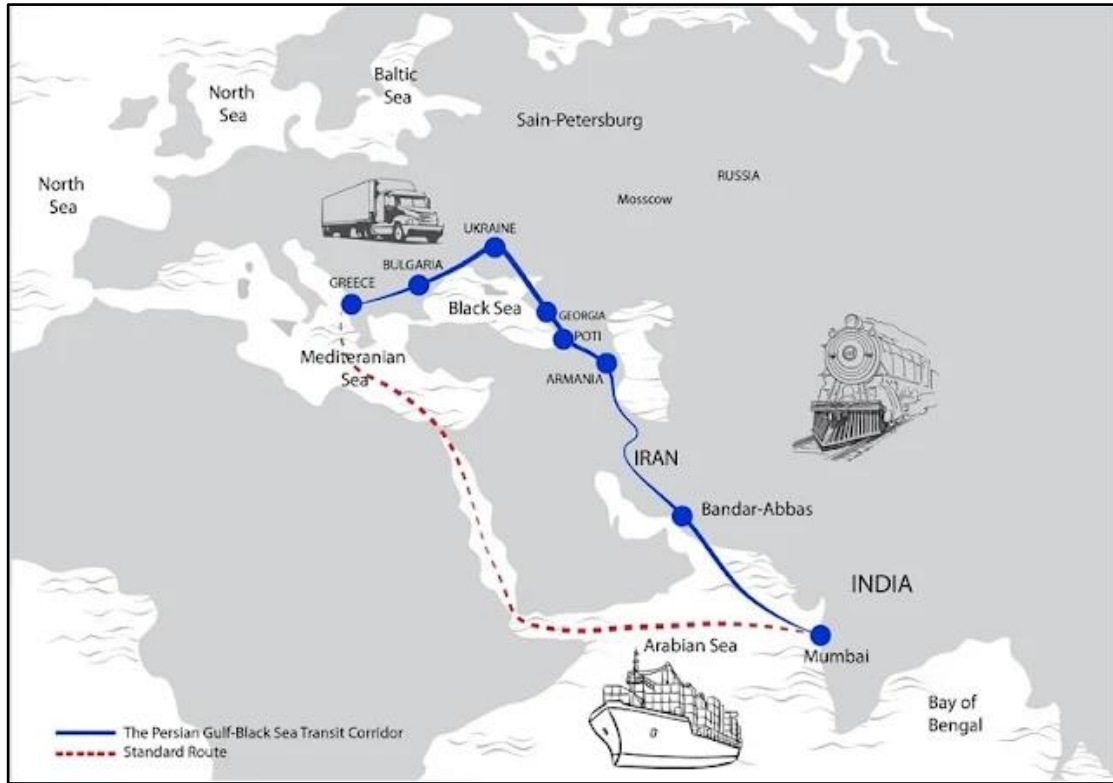 Baltic
Sea
North
Sea
Sain-Petersburg
North
Sea
RUSSIA
Mosscow
UKRAINE
BULGARIA
GREECE
Black Sea
GEORGIA
POTI
Mediteranian
Sea
ARMANIA
IRAN
Bandar-Abbas
INDIA
Arabian Sea
Mumbai
Bay of
Bengal
The Persian Gulf-Black Sea Transit Corridor
Standard Route